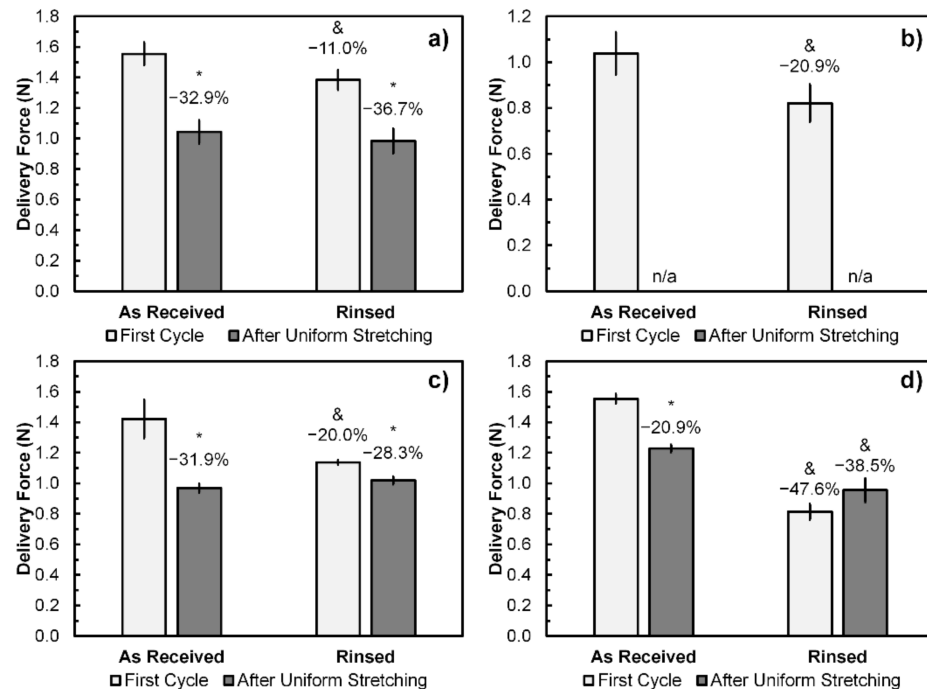 a)
Delivery Force (N)
1.8
1.6
1.4
1.2
1.0
0.8
0.6
0.4
0.2
0.0
*
−32.9%
&
−11.0%
*
−36.7%
As Received
Rinsed
First Cycle
After Uniform Stretching
b)
Delivery Force (N)
1.2
1.0
0.8
0.6
0.4
0.2
0.0
&
−20.9%
n/a
n/a
As Received
Rinsed
First Cycle
After Uniform Stretching
c)
Delivery Force (N)
1.8
1.6
1.4
1.2
1.0
0.8
0.6
0.4
0.2
0.0
*
−31.9%
&
−20.0%
*
−28.3%
As Received
Rinsed
First Cycle
After Uniform Stretching
d)
Delivery Force (N)
1.8
1.6
1.4
1.2
1.0
0.8
0.6
0.4
0.2
0.0
*
−20.9%
&
−47.6%
&
−38.5%
As Received
Rinsed
First Cycle
After Uniform Stretching